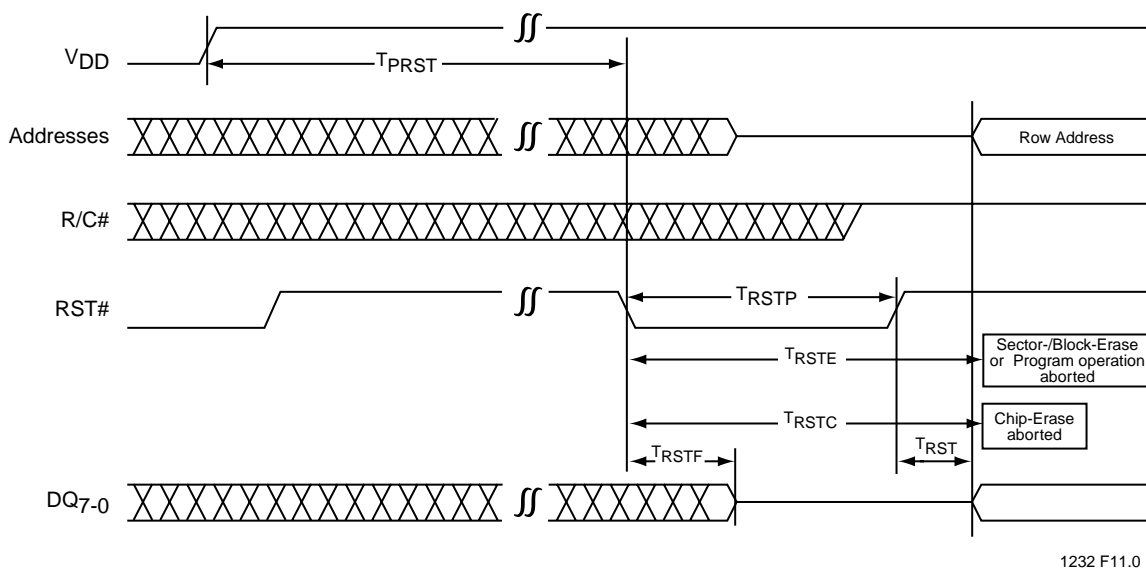 VDD
TPRST
Addresses
Row Address
R/C#
RST#
TRSTP
TRSTE
Sector-/Block-Erase
or Program operation
aborted
TRSTC
Chip-Erase
aborted
TRSTF
TRST
DQ7-0
1232 F11.0